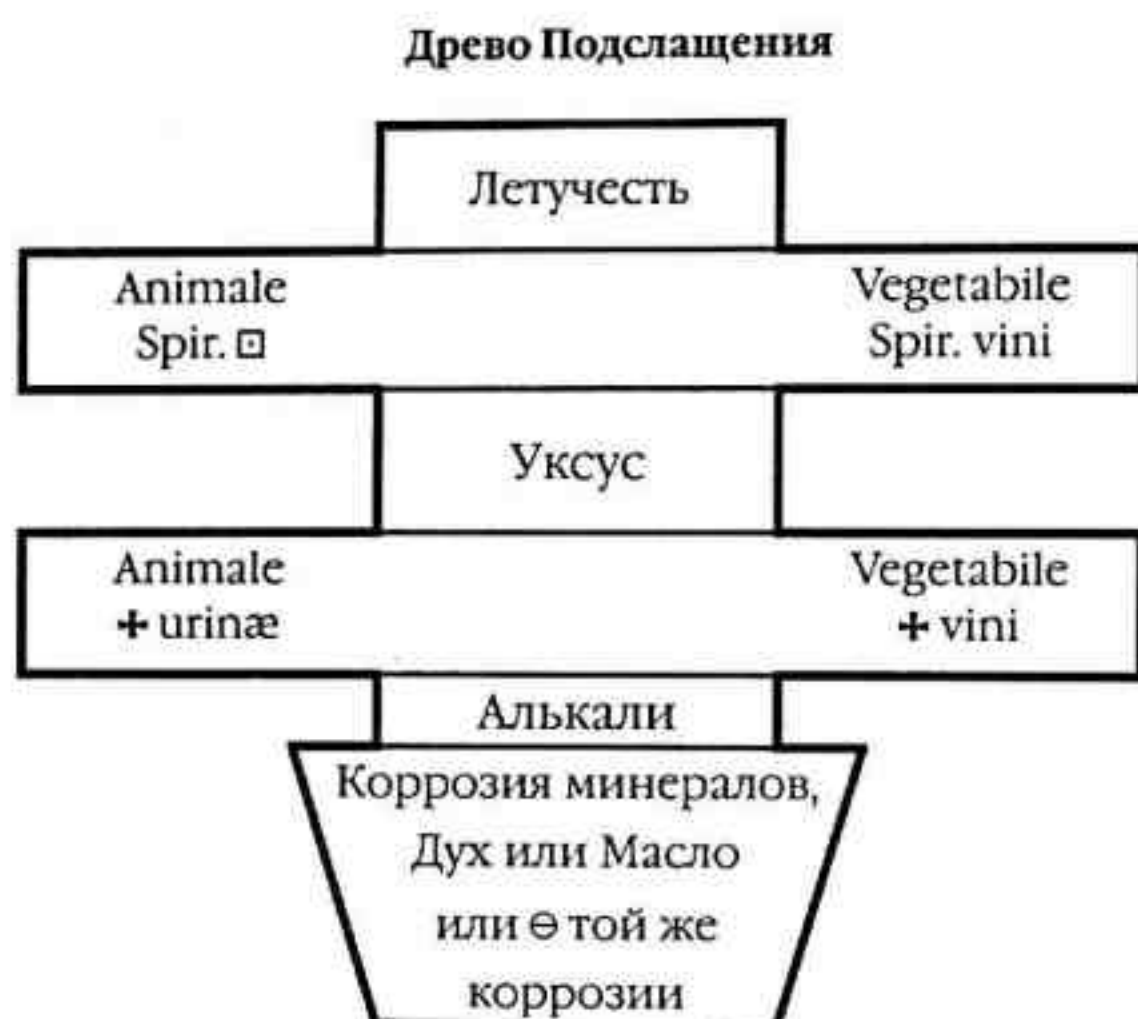 Древо Подслащения
Летучесть
Animale
Spir. ⊡
Vegetabile
Spir. vini
Уксус
Animale
🜊 urinæ
Vegetabile
🜊 vini
Алькали
Коррозия минералов,
Дух или Масло
или ⊖ той же
коррозии